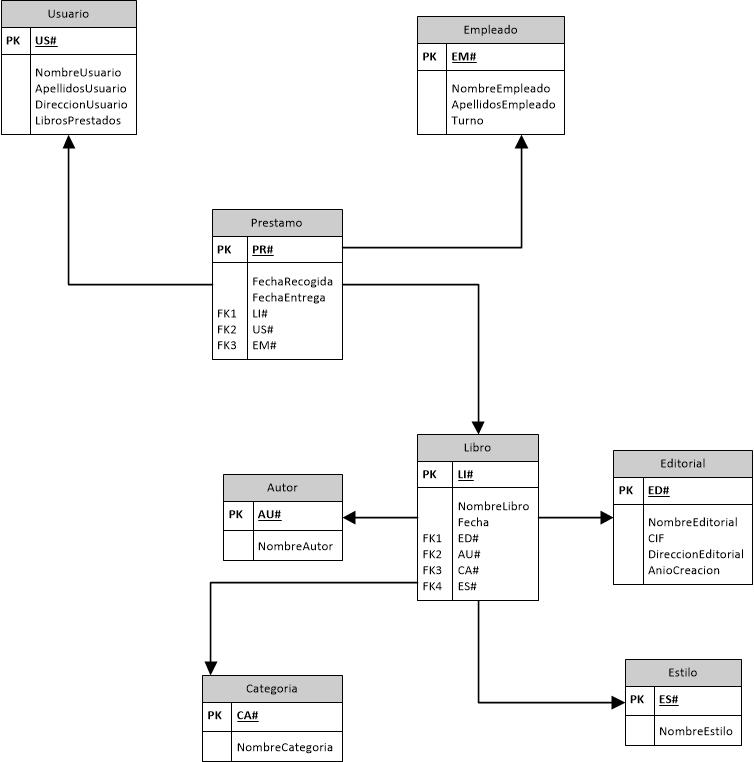 Usuario
PK US#
NombreUsuario
ApellidosUsuario
DireccionUsuario
LibrosPrestados
Empleado
PK EM#
NombreEmpleado
ApellidosEmpleado
Turno
Prestamo
PK PR#
FechaRecogida
FechaEntrega
FK1 LI#
FK2 US#
FK3 EM#
Libro
PK LI#
NombreLibro
Fecha
FK1 ED#
FK2 AU#
FK3 CA#
FK4 ES#
Editorial
PK ED#
NombreEditorial
CIF
DireccionEditorial
AnioCreacion
Autor
PK AU#
NombreAutor
Categoria
PK CA#
NombreCategoria
Estilo
PK ES#
NombreEstilo